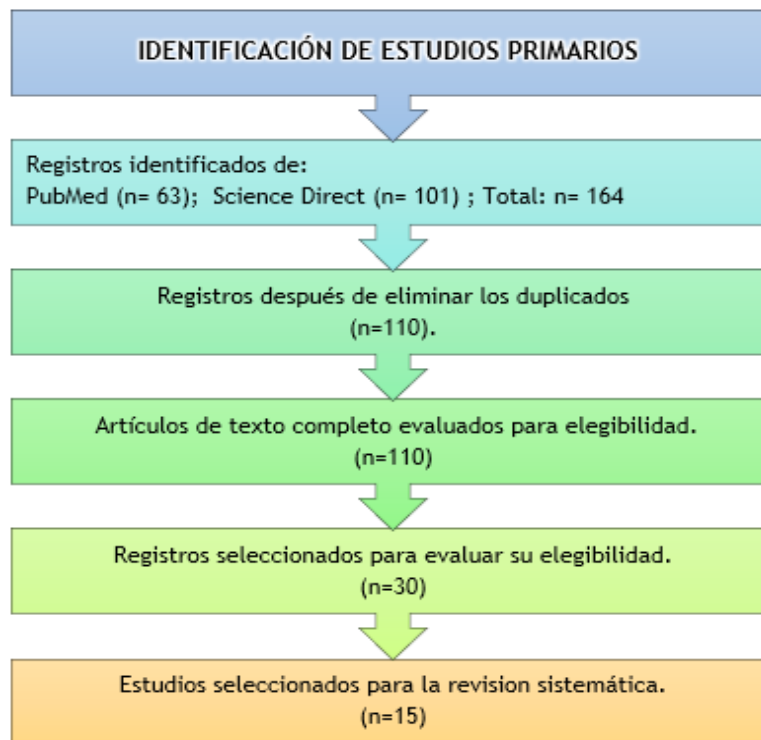 IDENTIFICACIÓN DE ESTUDIOS PRIMARIOS
Registros identificados de:
PubMed (n= 63);  Science Direct (n= 101) ; Total: n= 164
Registros después de eliminar los duplicados
(n=110).
Artículos de texto completo evaluados para elegibilidad.
(n=110)
Registros seleccionados para evaluar su elegibilidad.
(n=30)
Estudios seleccionados para la revision sistemática.
(n=15)